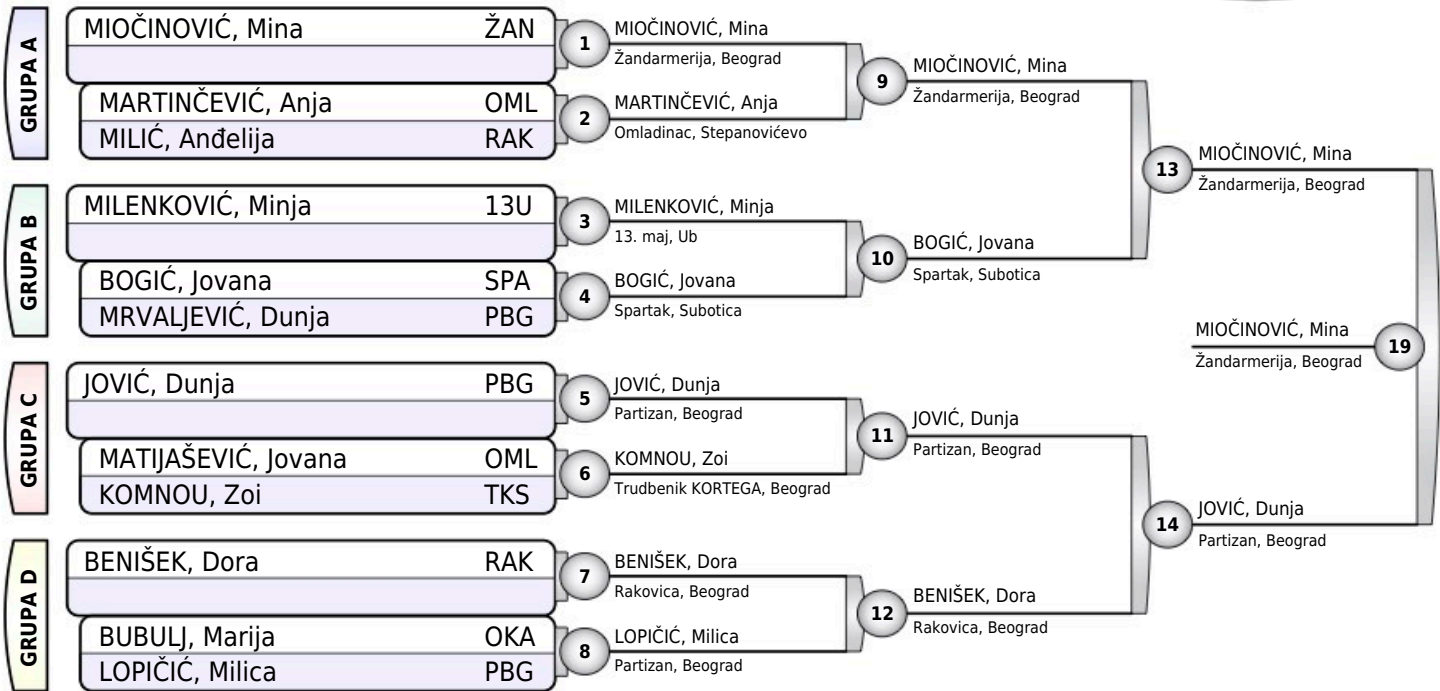 GRUPA A
MIOČINOVIĆ, Mina ŽAN
MARTINČEVIĆ, Anja OML
MILIĆ, Anđelija RAK
GRUPA B
MILENKOVIĆ, Minja 13U
BOGIĆ, Jovana SPA
MRVALJEVIĆ, Dunja PBG
GRUPA C
JOVIĆ, Dunja PBG
MATIJAŠEVIĆ, Jovana OML
KOMNOU, Zoi TKS
GRUPA D
BENIŠEK, Dora RAK
BUBULJ, Marija OKA
LOPIČIĆ, Milica PBG
1
MIOČINOVIĆ, Mina
Žandarmerija, Beograd
2
MARTINČEVIĆ, Anja
Omladinac, Stepanovićevo
3
MILENKOVIĆ, Minja
13. maj, Ub
4
BOGIĆ, Jovana
Spartak, Subotica
5
JOVIĆ, Dunja
Partizan, Beograd
6
KOMNOU, Zoi
Trudbenik KORTEGA, Beograd
7
BENIŠEK, Dora
Rakovica, Beograd
8
LOPIČIĆ, Milica
Partizan, Beograd
9
MIOČINOVIĆ, Mina
Žandarmerija, Beograd
10
BOGIĆ, Jovana
Spartak, Subotica
11
JOVIĆ, Dunja
Partizan, Beograd
12
BENIŠEK, Dora
Rakovica, Beograd
13
MIOČINOVIĆ, Mina
Žandarmerija, Beograd
14
JOVIĆ, Dunja
Partizan, Beograd
MIOČINOVIĆ, Mina
Žandarmerija, Beograd
19